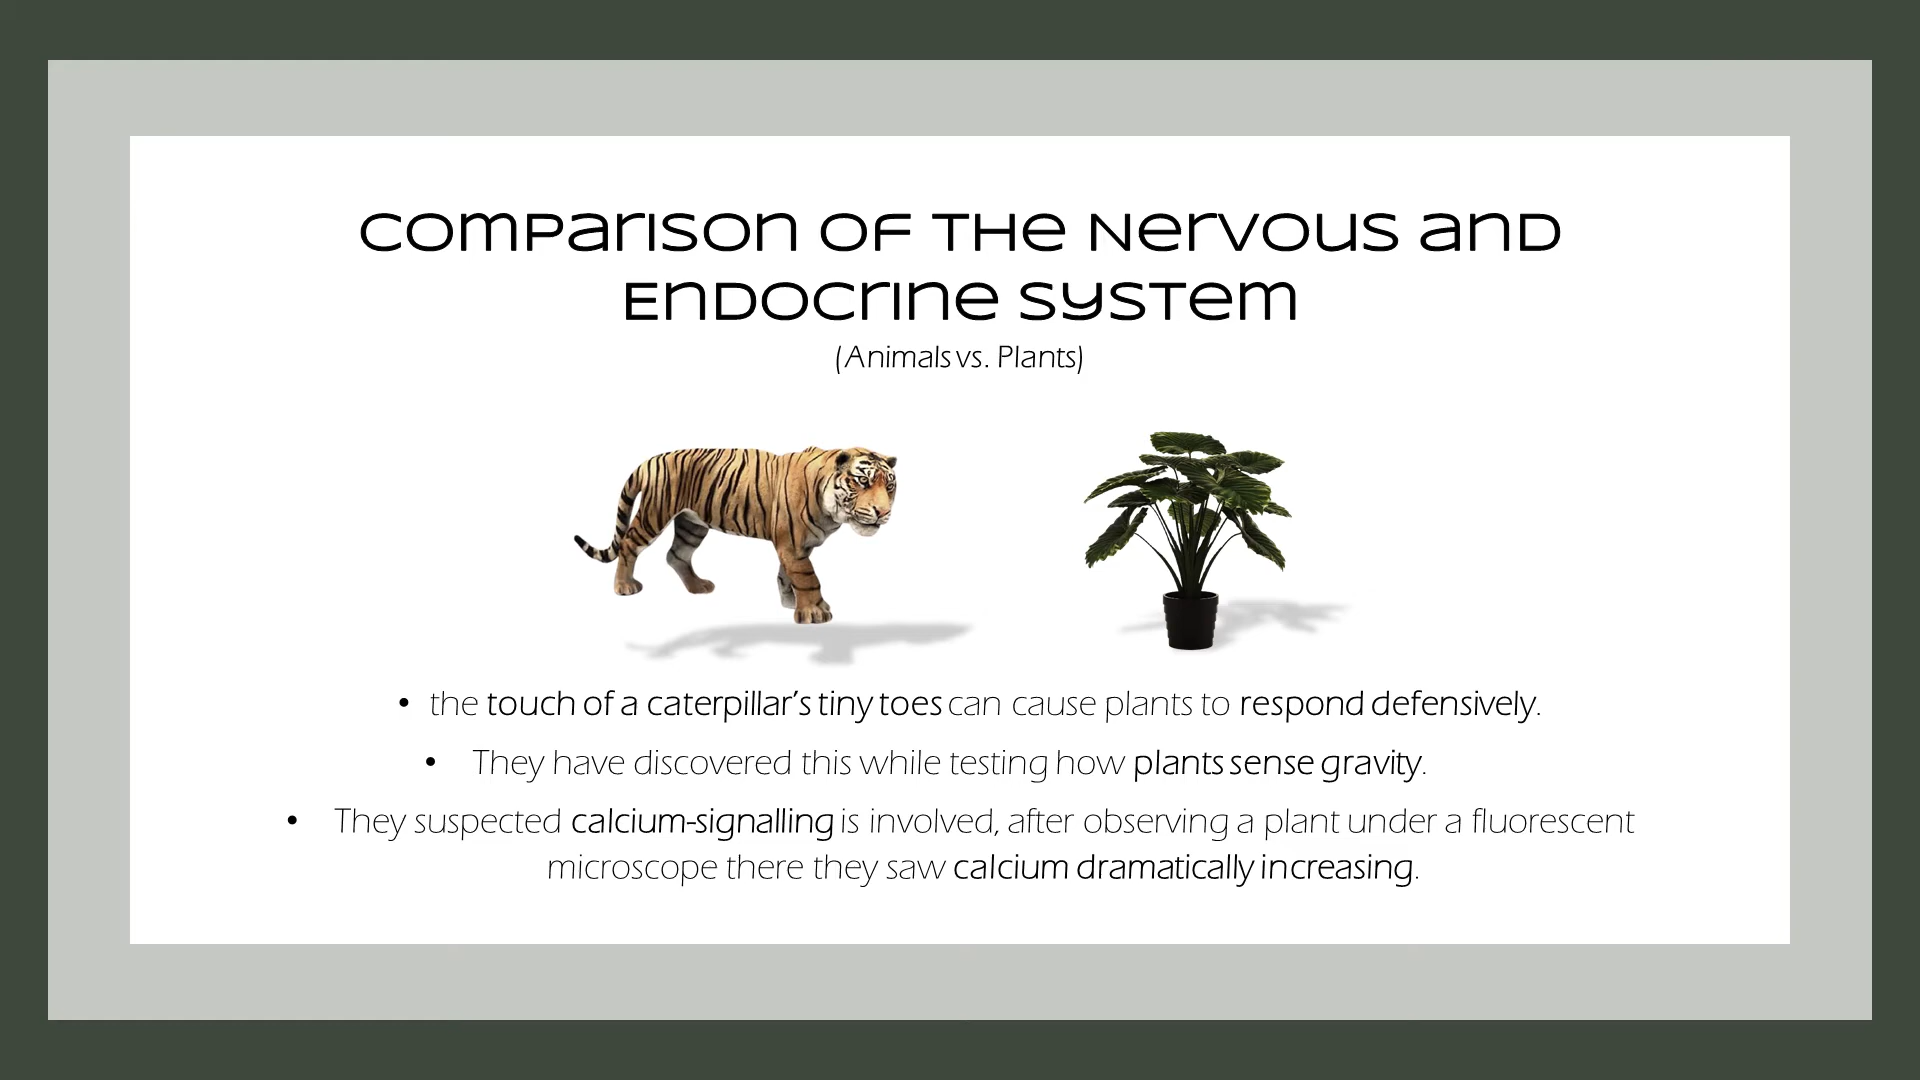 Comparison of the Nervous and
Endocrine System
(Animals vs. Plants)
• the touch of a caterpillar’s tiny toes can cause plants to respond defensively.
• They have discovered this while testing how plants sense gravity.
• They suspected calcium-signalling is involved, after observing a plant under a fluorescent
microscope there they saw calcium dramatically increasing.